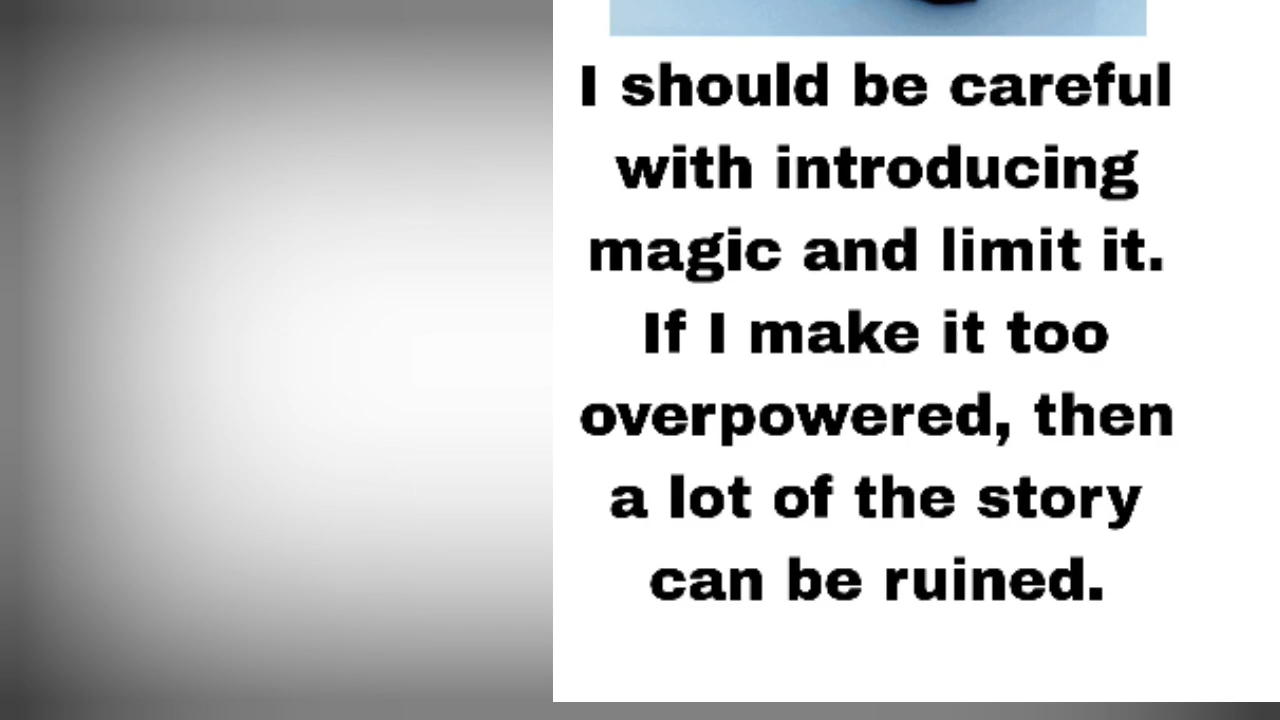 I should be careful
with introducing
magic and limit it.
If I make it too
overpowered, then
a lot of the story
can be ruined.